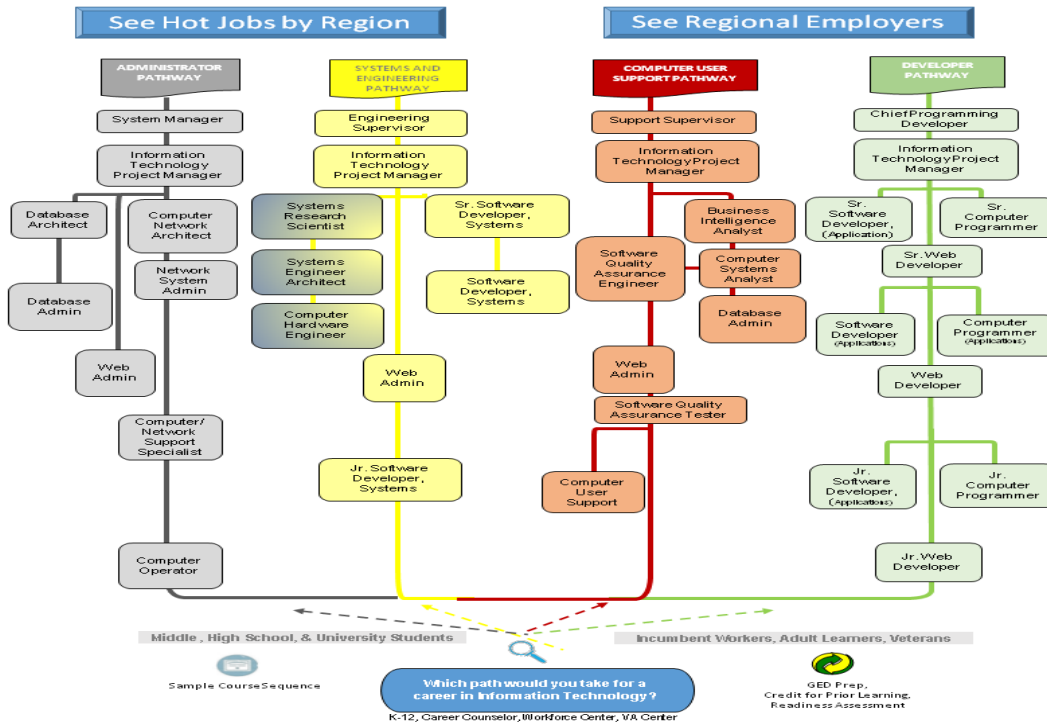 See Hot Jobs by Region
See Regional Employers
ADMINISTRATOR
PATHWAY
System Manager
Information
Technology
Project Manager
Database
Architect
Computer
Network
Architect
Network
System Admin
Database
Admin
Web
Admin
Computer/
Network
Support
Specialist
Computer
Operator
SYSTEMS AND
ENGINEERING
PATHWAY
Engineering
Supervisor
Information
Technology
Project Manager
Systems
Research
Scientist
Sr. Software
Developer,
Systems
Systems
Engineer
Architect
Software
Developer,
Systems
Computer
Hardware
Engineer
Web
Admin
Jr. Software
Developer,
Systems
COMPUTER USER
SUPPORT PATHWAY
Support Supervisor
Information
Technology Project
Manager
Business
Intelligence
Analyst
Software
Quality
Assurance
Engineer
Computer
Systems
Analyst
Database
Admin
Web
Admin
Software Quality
Assurance Tester
Computer
User
Support
DEVELOPER
PATHWAY
Chief Programming
Developer
Information
Technology Project
Manager
Sr.
Software
Developer,
(Application)
Sr.
Computer
Programmer
Sr. Web
Developer
Software
Developer
(Applications)
Computer
Programmer
(Applications)
Web
Developer
Jr.
Software
Developer,
(Applications)
Jr.
Computer
Programmer
Jr. Web
Developer
Middle , High School, & University Students
Incumbent Workers, Adult Learners, Veterans
Sample Course Sequence
Which path would you take for a
career in Information Technology?
GED Prep,
Credit for Prior Learning,
Readiness Assessment
K-12, Career Counselor, Workforce Center, VA Center